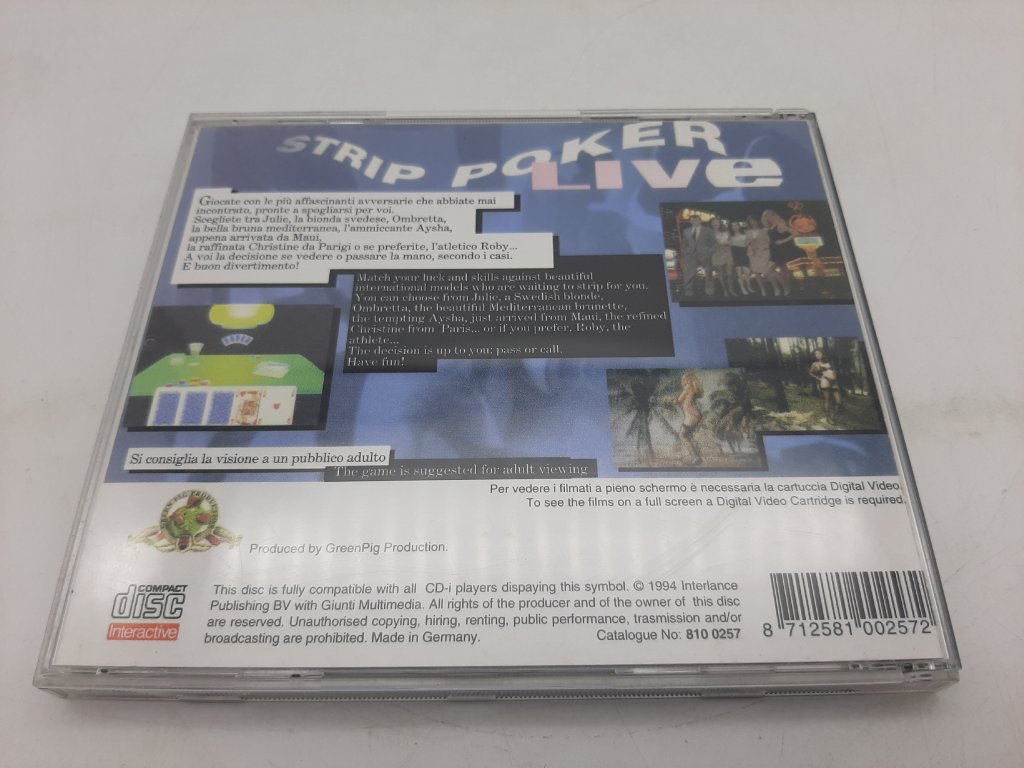 STRIP POKER
LIVe
Giocate con le più affascinanti avversarie che abbiate mai
incontrato, pronte a spogliarsi per voi.
Scegliete tra Julie, la bionda svedese, Ombretta,
la bella bruna mediterranea, l'ammiccante Aysha,
appena arrivata da Maui,
la raffinata Christine da Parigi o se preferite, l'atletico Roby...
A voi la decisione se vedere o passare la mano, secondo i casi.
E buon divertimento!
Match your luck and skills against beautiful
international models who are waiting to strip for you.
You can choose from Julie, a Swedish blonde,
Ombretta, the beautiful Mediterranean brunette,
the tempting Aysha, just arrived from Maui, the refined
Christine from Paris... or if you prefer, Roby, the
athlete...
The decision is up to you: pass or call.
Have fun!
Si consiglia la visione a un pubblico adulto
The game is suggested for adult viewing
Per vedere i filmati a pieno schermo è necessaria la cartuccia Digital Video.
To see the films on a full screen a Digital Video Cartridge is required.
Produced by GreenPig Production.
COMPACT
disc
Interactive
This disc is fully compatible with all CD-i players dispaying this symbol. © 1994 Interlance
Publishing BV with Giunti Multimedia. All rights of the producer and of the owner of this disc
are reserved. Unauthorised copying, hiring, renting, public performance, trasmission and/or
broadcasting are prohibited. Made in Germany.
Catalogue No: 810 0257
8 712581 002572